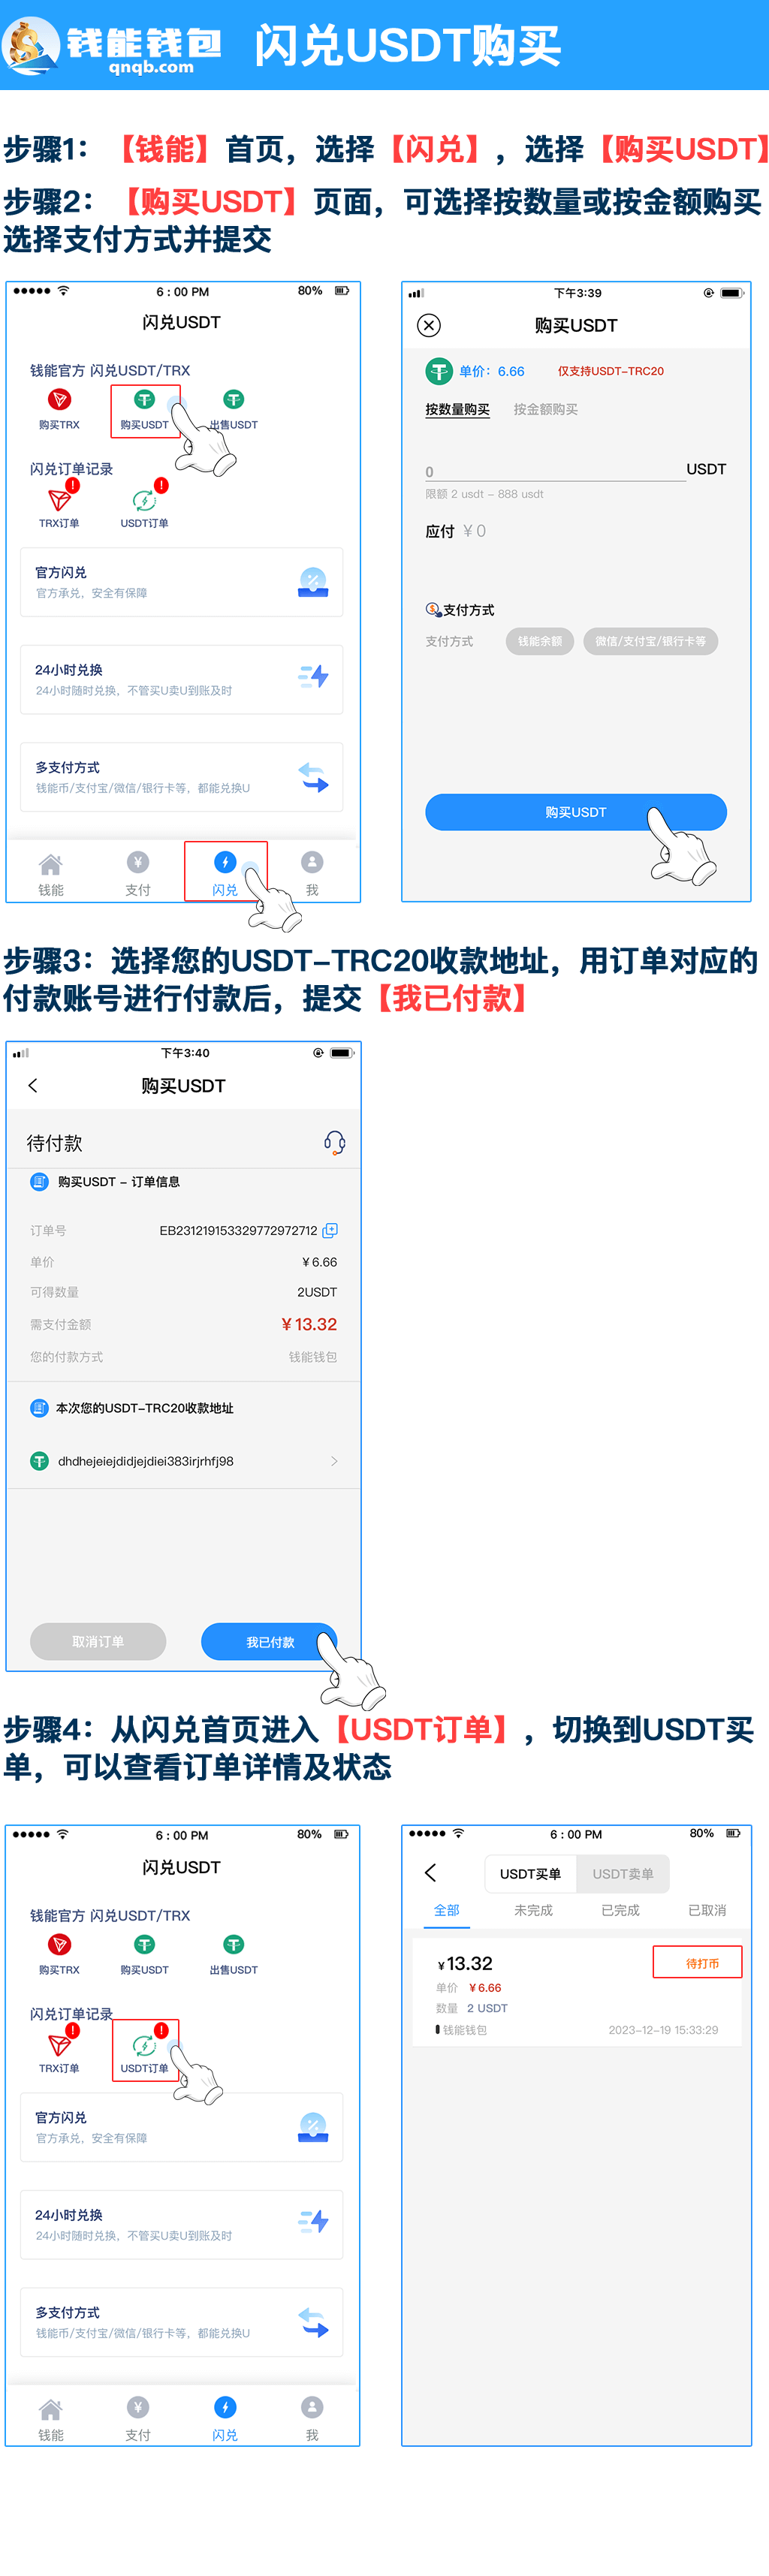 钱能钱包
qnqb.com
闪兑USDT购买
步骤1：【钱能】首页，选择【闪兑】，选择【购买USDT】
步骤2：【购买USDT】页面，可选择按数量或按金额购买
选择支付方式并提交
6 : 00 PM
80%
闪兑USDT
钱能官方 闪兑USDT/TRX
购买TRX
购买USDT
出售USDT
闪兑订单记录
TRX订单
USDT订单
官方闪兑
官方承兑，安全有保障
24小时兑换
24小时随时兑换，不管买U卖U到账及时
多支付方式
钱能币/支付宝/微信/银行卡等，都能兑换U
钱能
支付
闪兑
我
下午3:39
购买USDT
单价：6.66
仅支持USDT-TRC20
按数量购买
按金额购买
0
USDT
限额 2 usdt - 888 usdt
应付 ¥0
支付方式
支付方式
钱能余额
微信/支付宝/银行卡等
购买USDT
步骤3：选择您的USDT-TRC20收款地址，用订单对应的
付款账号进行付款后，提交【我已付款】
下午3:40
购买USDT
待付款
购买USDT - 订单信息
订单号 EB231219153329772972712
单价 ¥6.66
可得数量 2USDT
需支付金额 ¥13.32
您的付款方式 钱能钱包
本次您的USDT-TRC20收款地址
dhdhejeiejdidjejdiei383irjrhfj98
取消订单
我已付款
步骤4：从闪兑首页进入【USDT订单】，切换到USDT买
单，可以查看订单详情及状态
6 : 00 PM
80%
闪兑USDT
钱能官方 闪兑USDT/TRX
购买TRX
购买USDT
出售USDT
闪兑订单记录
TRX订单
USDT订单
官方闪兑
官方承兑，安全有保障
24小时兑换
24小时随时兑换，不管买U卖U到账及时
多支付方式
钱能币/支付宝/微信/银行卡等，都能兑换U
钱能
支付
闪兑
我
6 : 00 PM
80%
USDT买单
USDT卖单
全部
未完成
已完成
已取消
¥13.32
待打币
单价 ¥6.66
数量 2 USDT
钱能钱包
2023-12-19 15:33:29